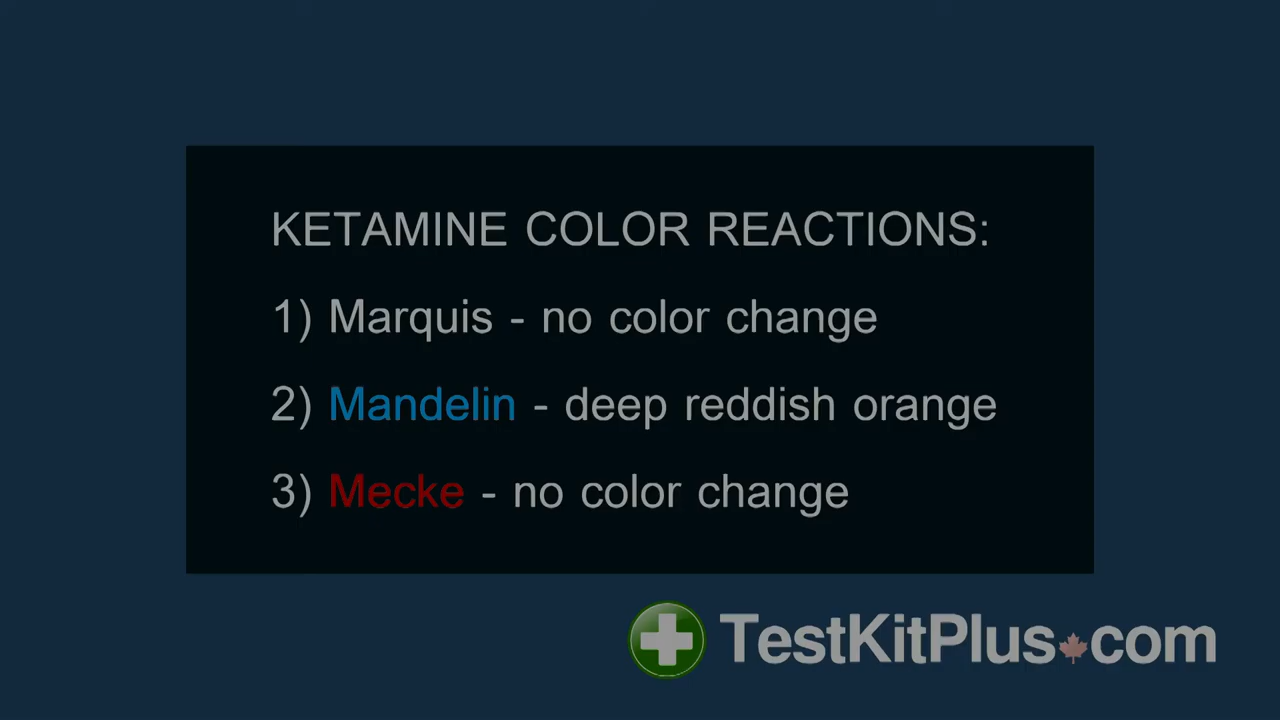 KETAMINE COLOR REACTIONS:
1) Marquis - no color change
2) Mandelin - deep reddish orange
3) Mecke - no color change
TestKitPlus.com